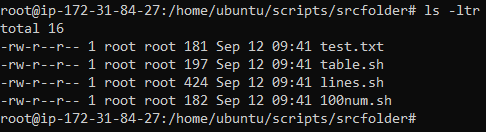 root@ip-172-31-84-27:/home/ubuntu/scripts/srcfolder# ls -ltr
total 16
-rw-r--r-- 1 root root 181 Sep 12 09:41 test.txt
-rw-r--r-- 1 root root 197 Sep 12 09:41 table.sh
-rw-r--r-- 1 root root 424 Sep 12 09:41 lines.sh
-rw-r--r-- 1 root root 182 Sep 12 09:41 100num.sh
root@ip-172-31-84-27:/home/ubuntu/scripts/srcfolder#